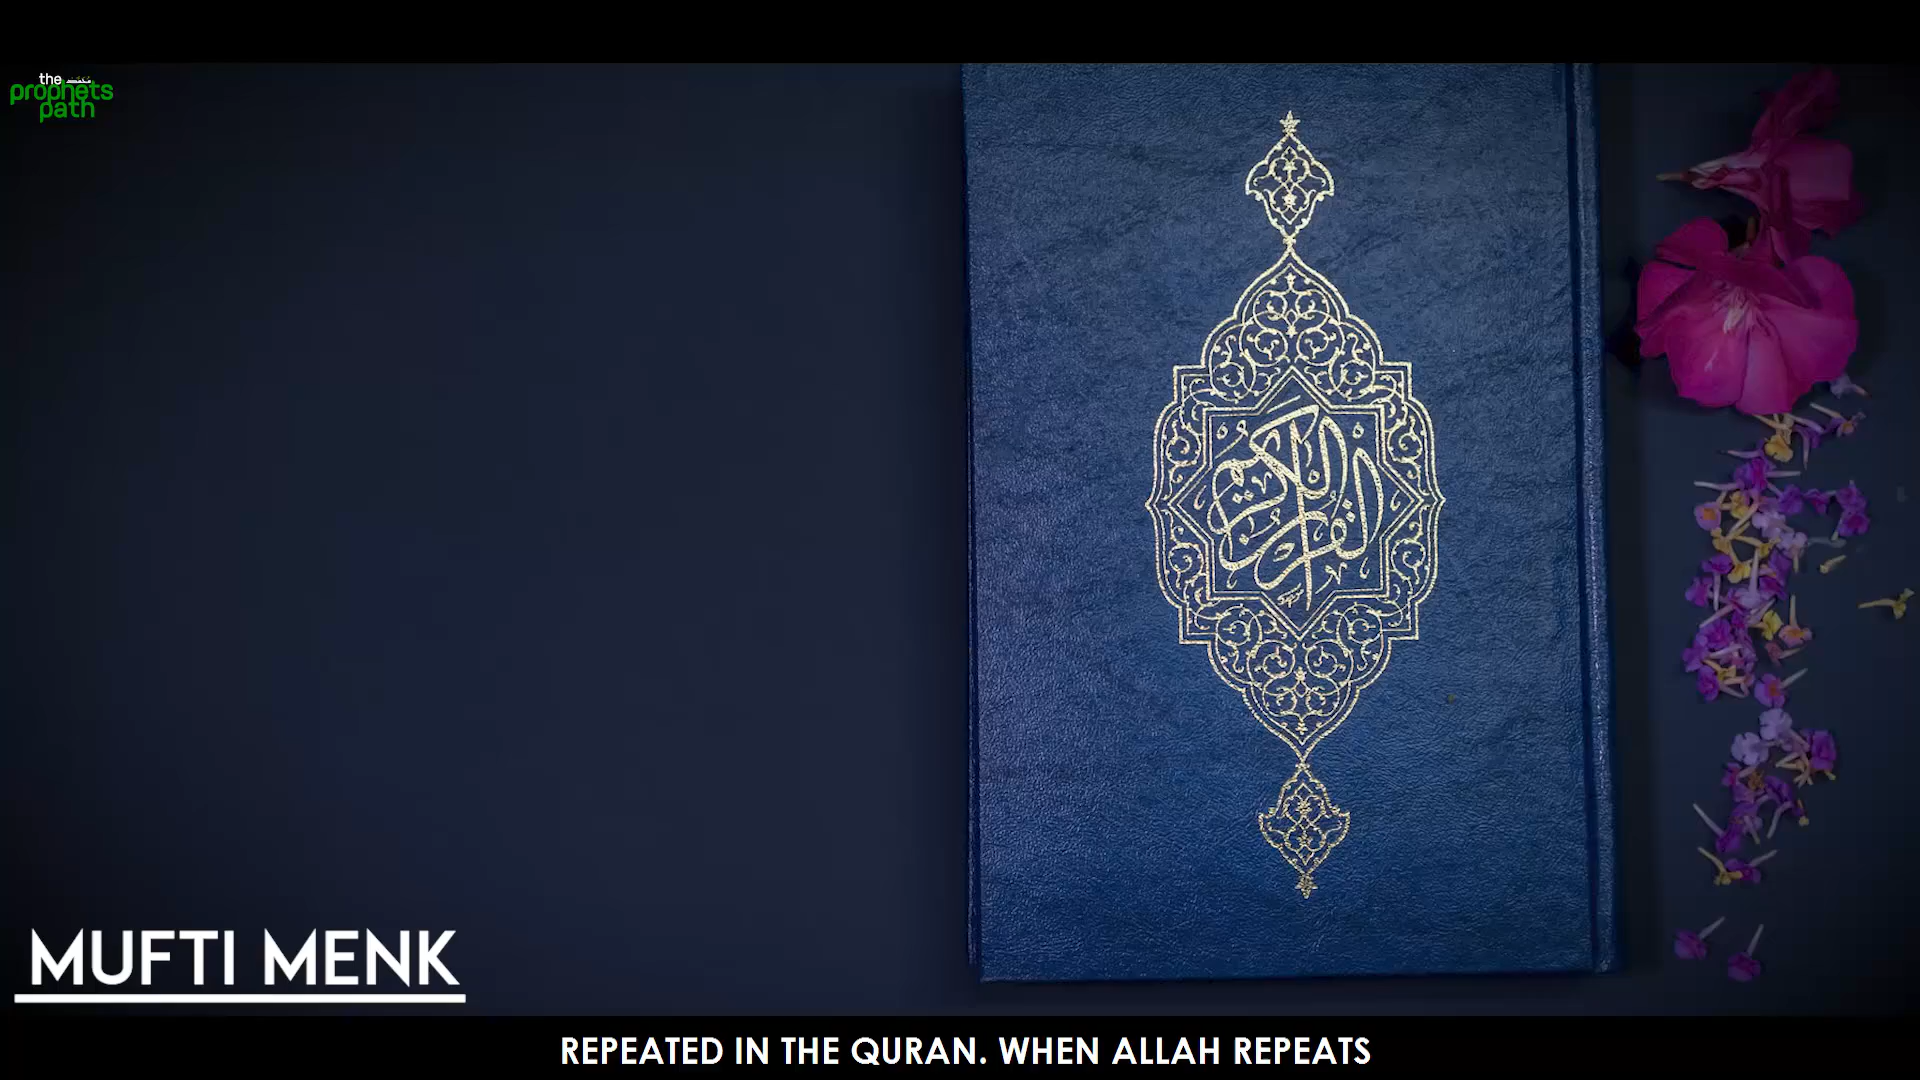 the
prophets
path
القرآن الكريم
MUFTI MENK
REPEATED IN THE QURAN. WHEN ALLAH REPEATS